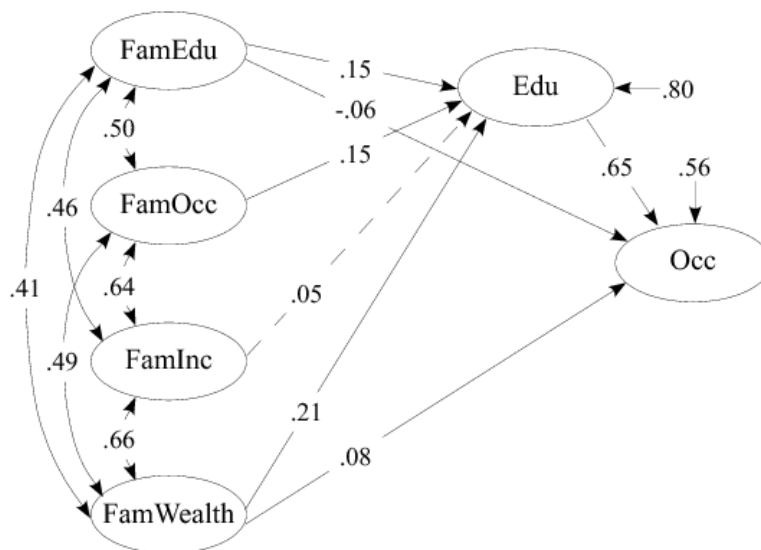 FamEdu
.15
Edu
.80
-.06
.50
.15
.65
.56
FamOcc
.46
Occ
.41
.64
.05
.49
FamInc
.66
.21
.08
FamWealth